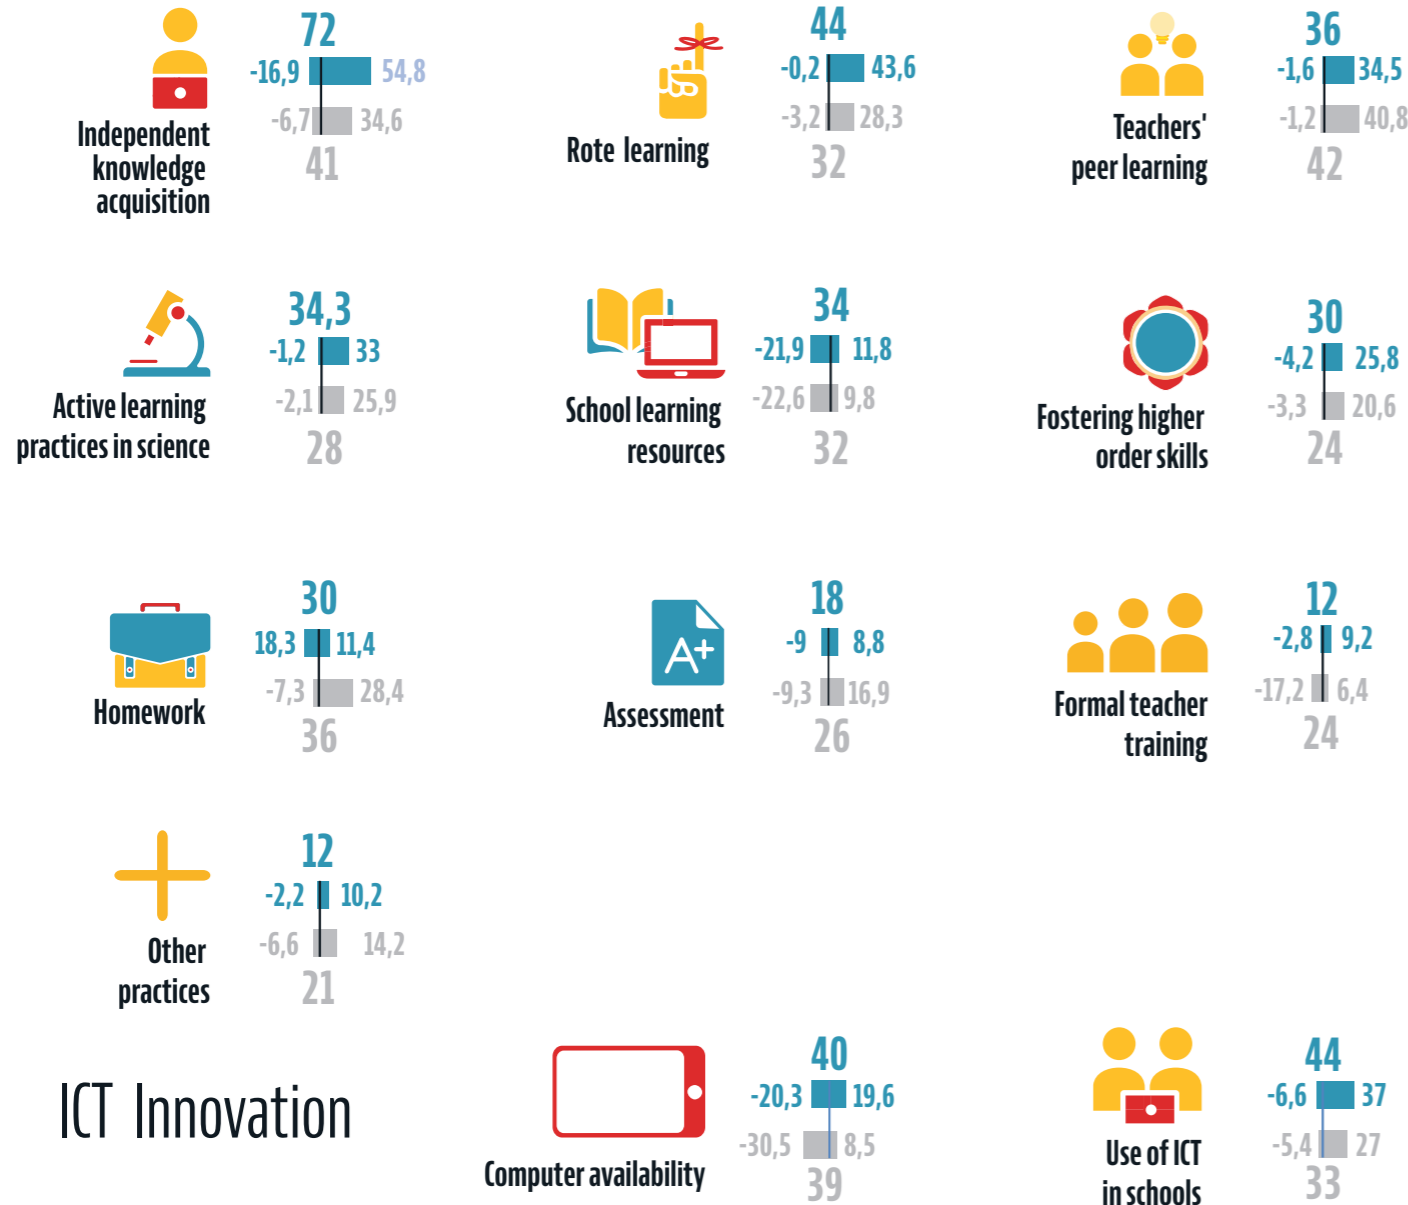 72
-16,9 54,8
-6,7 34,6
41
Independent
knowledge
acquisition
44
-0,2 43,6
-3,2 28,3
32
Rote learning
36
-1,6 34,5
-1,2 40,8
42
Teachers'
peer learning
34,3
-1,2 33
-2,1 25,9
28
Active learning
practices in science
34
-21,9 11,8
-22,6 9,8
32
School learning
resources
30
-4,2 25,8
-3,3 20,6
24
Fostering higher
order skills
30
18,3 11,4
-7,3 28,4
36
Homework
A+
18
-9 8,8
-9,3 16,9
26
Assessment
12
-2,8 9,2
-17,2 6,4
24
Formal teacher
training
12
-2,2 10,2
-6,6 14,2
21
Other
practices
ICT Innovation
40
-20,3 19,6
-30,5 8,5
39
Computer availability
44
-6,6 37
-5,4 27
33
Use of ICT
in schools